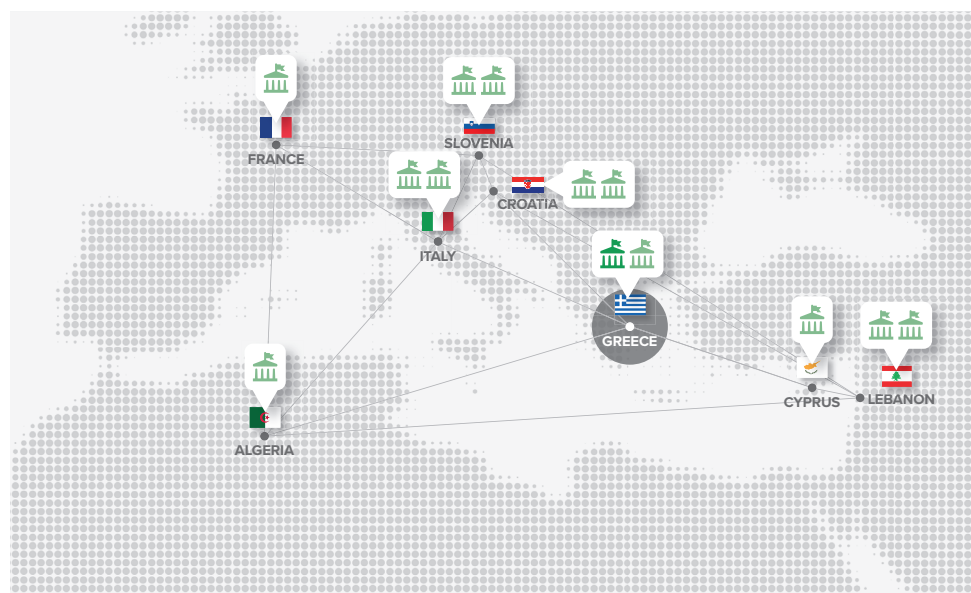 FRANCE
SLOVENIA
CROATIA
ITALY
GREECE
CYPRUS
LEBANON
ALGERIA